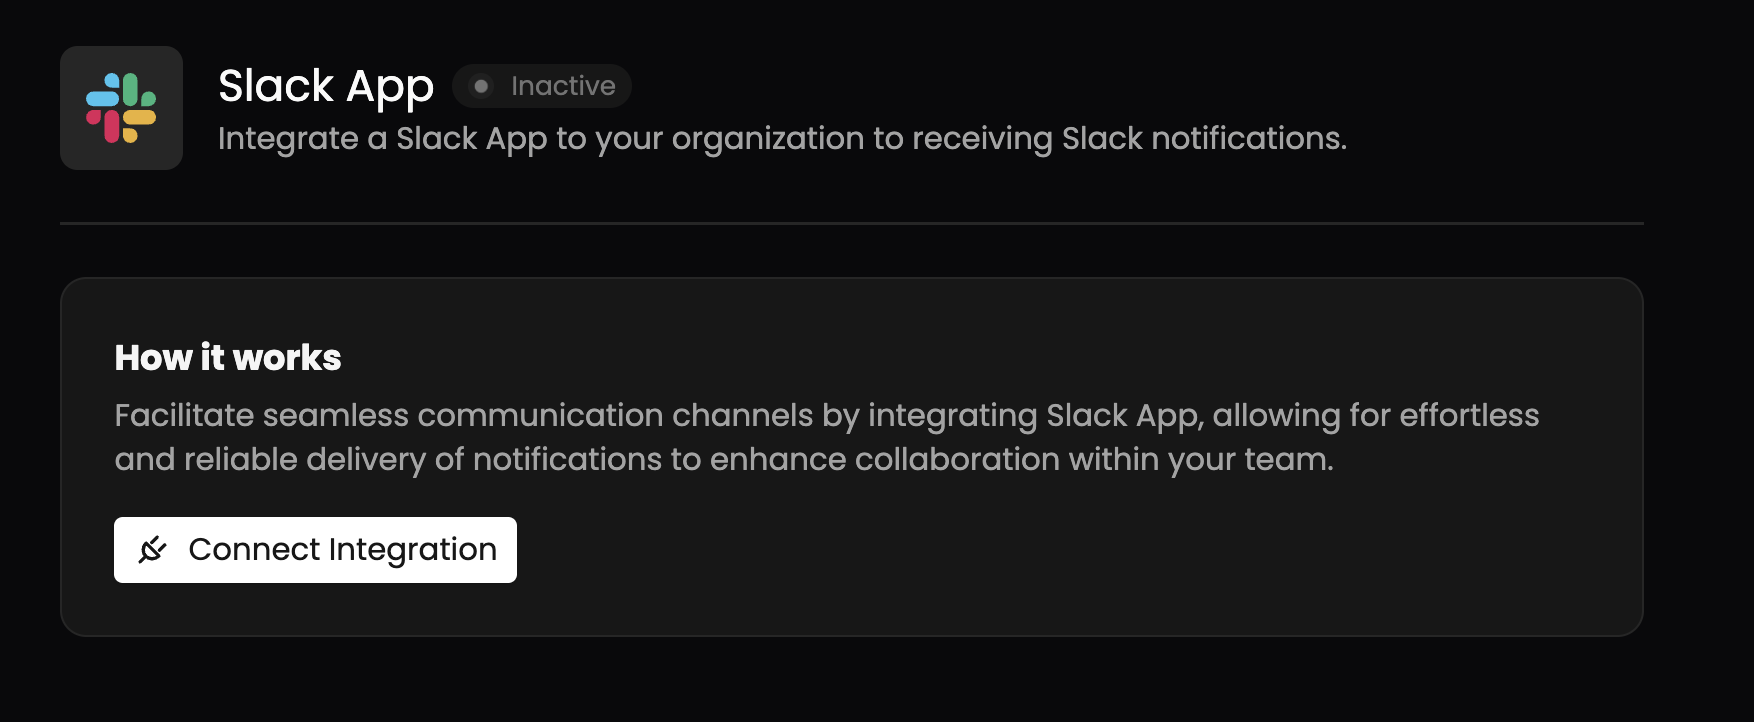 Slack App
Inactive
Integrate a Slack App to your organization to receiving Slack notifications.
How it works
Facilitate seamless communication channels by integrating Slack App, allowing for effortless
and reliable delivery of notifications to enhance collaboration within your team.
Connect Integration